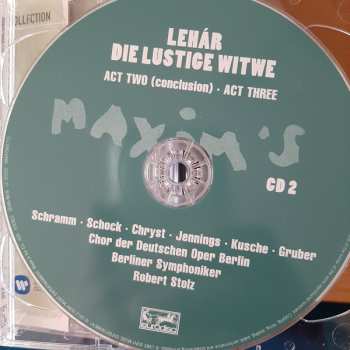 COLLECTION
LEHÁR
DIE LUSTIGE WITWE
ACT TWO (conclusion) · ACT THREE
MAXIM'S
CD 2
Schramm · Schock · Chryst · Jennings · Kusche · Gruber
Chor der Deutschen Oper Berlin
Berliner Symphoniker
Robert Stolz
eurodisc